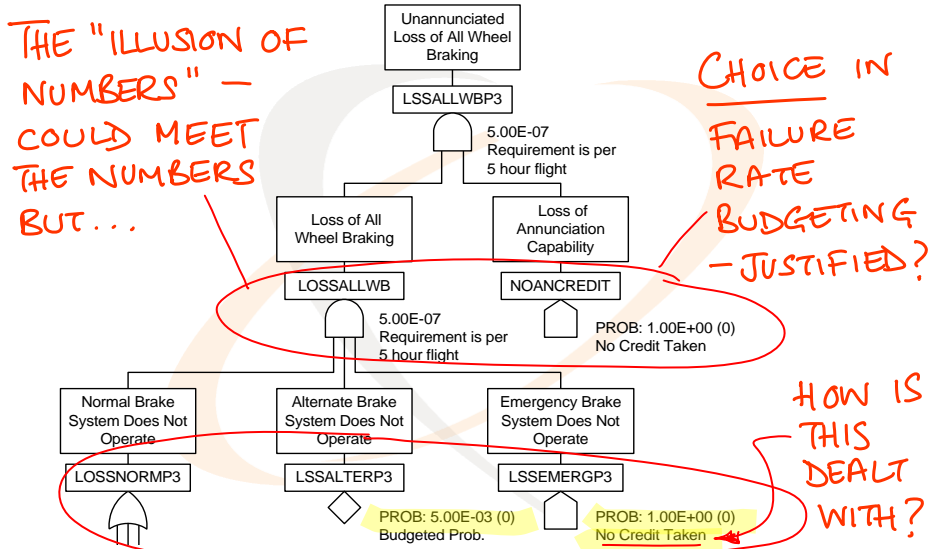 THE "ILLUSION OF
NUMBERS" —
COULD MEET
THE NUMBERS
BUT...
Unannunciated
Loss of All Wheel
Braking
LSSALLWBP3
5.00E-07
Requirement is per
5 hour flight
CHOICE IN
FAILURE
RATE
BUDGETING
— JUSTIFIED?
Loss of All
Wheel Braking
LOSSALLWB
5.00E-07
Requirement is per
5 hour flight
Loss of
Annunciation
Capability
NOANCREDIT
PROB: 1.00E+00 (0)
No Credit Taken
Normal Brake
System Does Not
Operate
LOSSNORMP3
Alternate Brake
System Does Not
Operate
LSSALTERP3
PROB: 5.00E-03 (0)
Budgeted Prob.
Emergency Brake
System Does Not
Operate
LSSEMERGP3
PROB: 1.00E+00 (0)
No Credit Taken
HOW IS
THIS
DEALT
WITH?